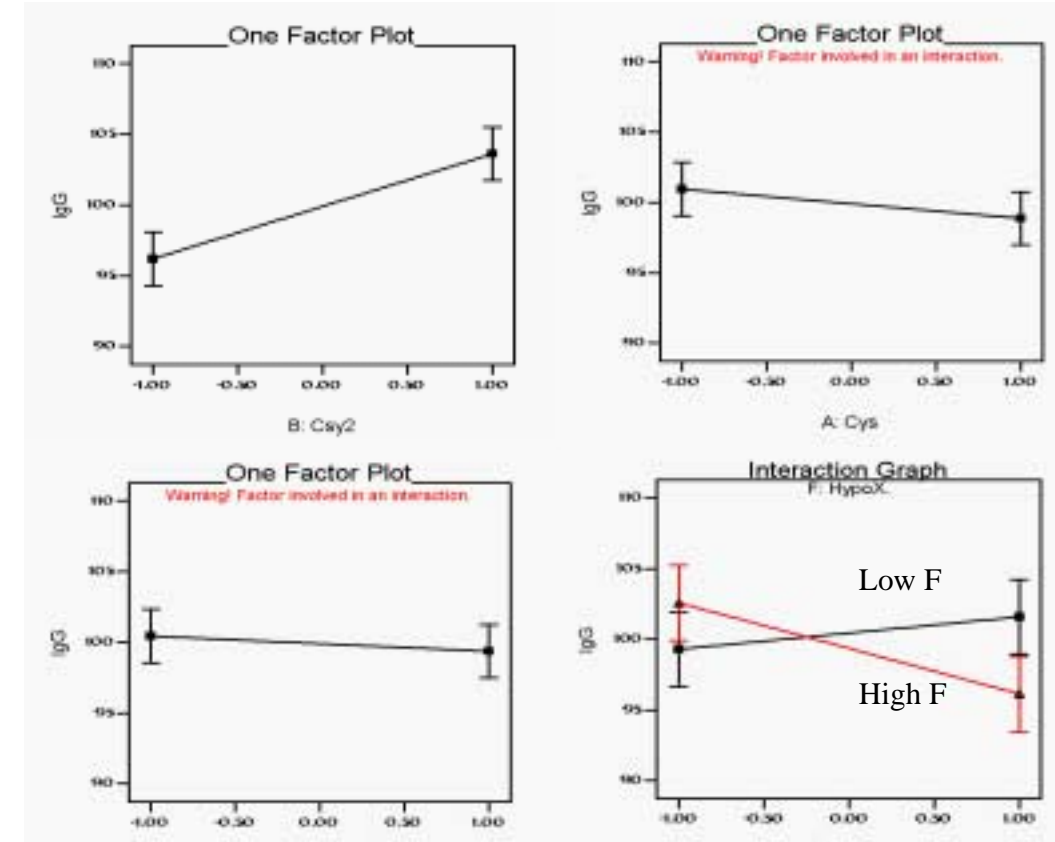 One Factor Plot
110
105
100
95
90
IgG
-1.00 -0.50 0.00 0.50 1.00
B: Csy2
One Factor Plot
Warning! Factor involved in an interaction.
110
105
100
95
90
IgG
-1.00 -0.50 0.00 0.50 1.00
A: Cys
One Factor Plot
Warning! Factor involved in an interaction.
110
105
100
95
90
IgG
-1.00 -0.50 0.00 0.50 1.00
Interaction Graph
F: HypoX.
110
105
100
95
90
IgG
Low F
High F
-1.00 -0.50 0.00 0.50 1.00